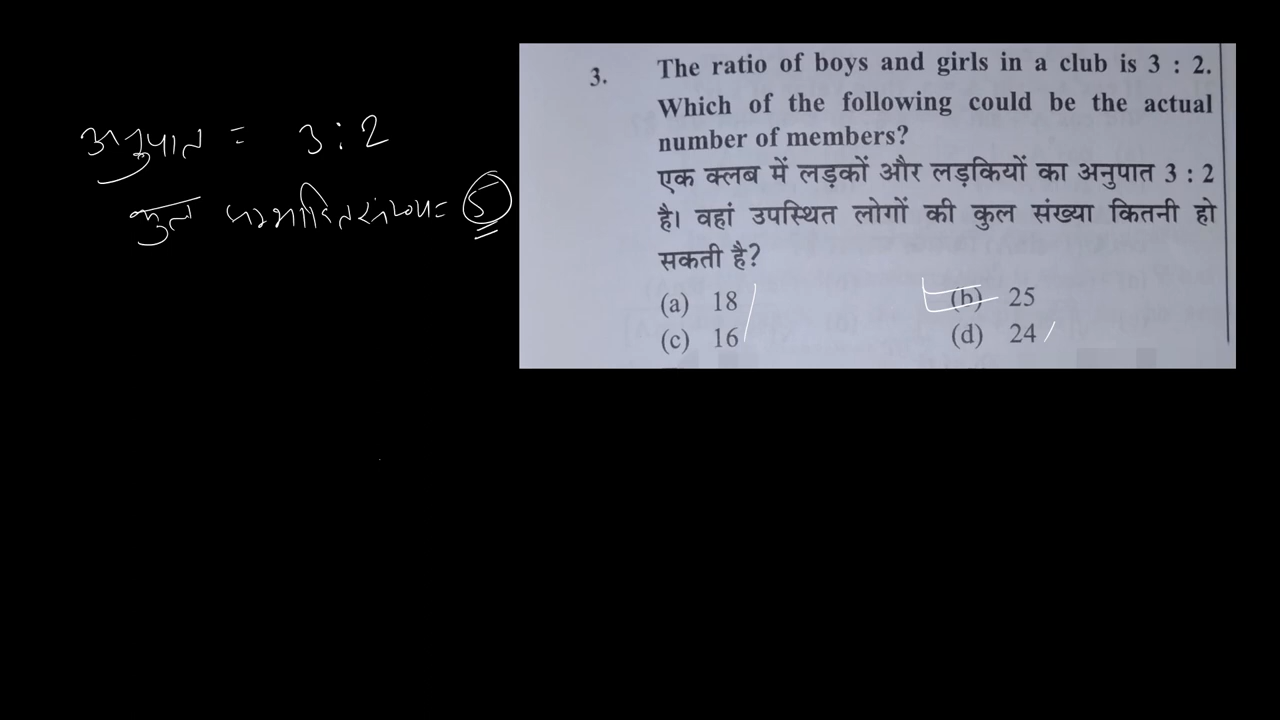 अनुपात = 3:2
कुल = 5
3. The ratio of boys and girls in a club is 3 : 2.
Which of the following could be the actual
number of members?
एक क्लब में लड़कों और लड़कियों का अनुपात 3 : 2
है। वहां उपस्थित लोगों की कुल संख्या कितनी हो
सकती है?
(a) 18 (b) 25
(c) 16 (d) 24